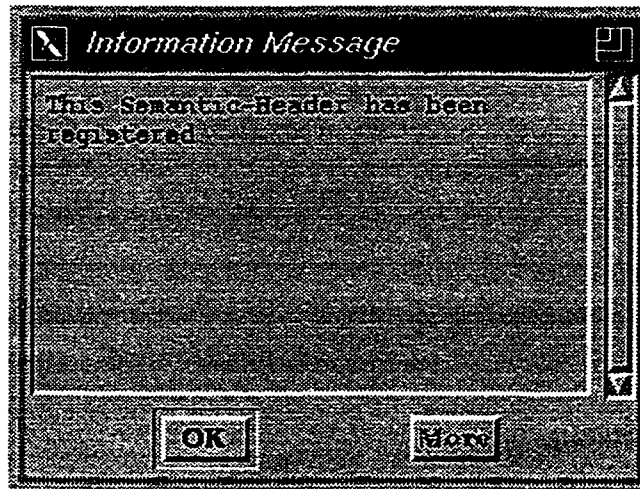 Information Message
This Semantic-Header has been
registered
OK
More